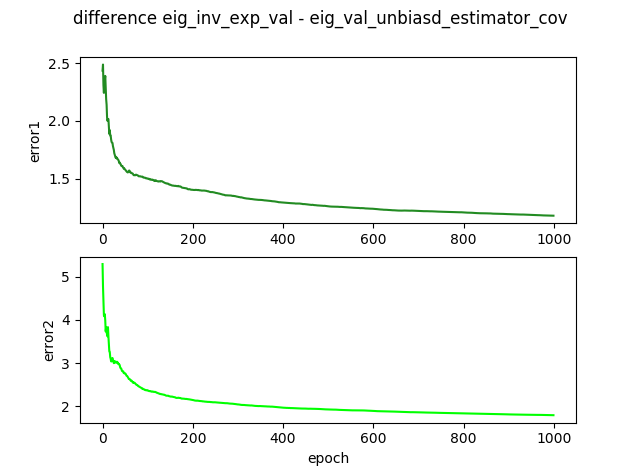 difference eig_inv_exp_val - eig_val_unbiasd_estimator_cov
2.5
2.0
1.5
error1
0 200 400 600 800 1000
5
4
3
2
error2
0 200 400 600 800 1000
epoch